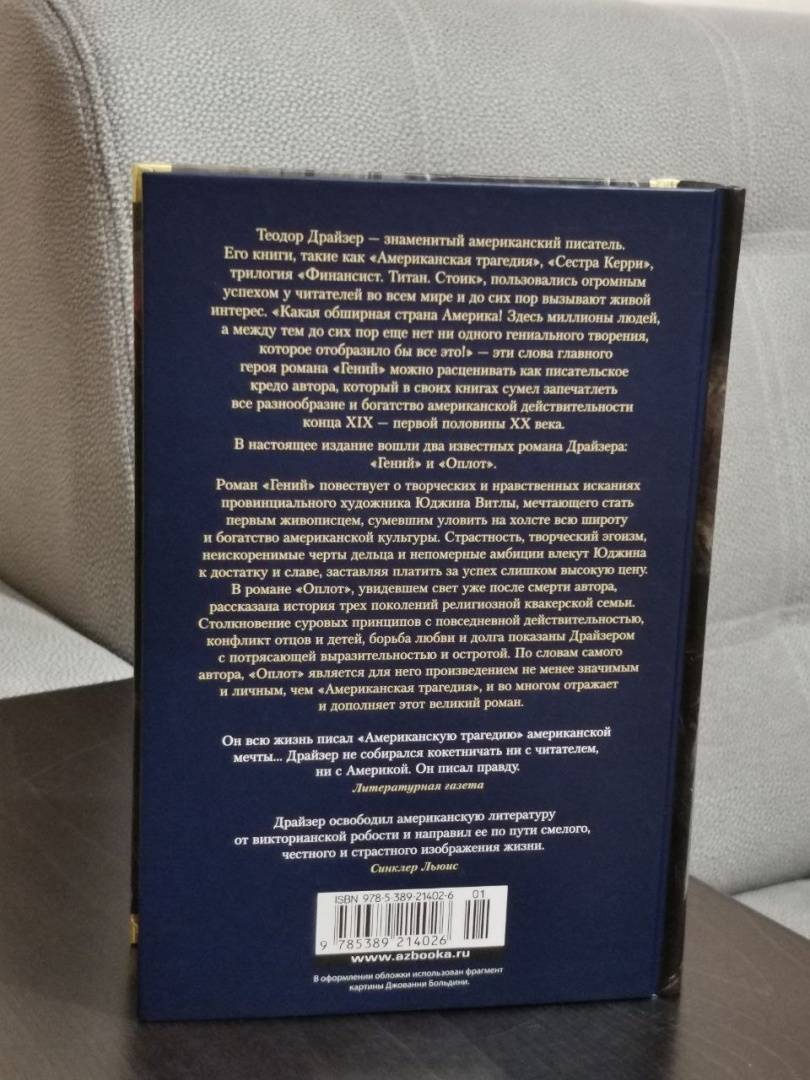 Теодор Драйзер — знаменитый американский писатель.
Его книги, такие как «Американская трагедия», «Сестра Керри»,
трилогия «Финансист. Титан. Стоик», пользовались огромным
успехом у читателей во всем мире и до сих пор вызывают живой
интерес. «Какая обширная страна Америка! Здесь миллионы людей,
а между тем до сих пор еще нет ни одного гениального творения,
которое отобразило бы все это!» — эти слова главного
героя романа «Гений» можно расценивать как писательское
кредо автора, который в своих книгах сумел запечатлеть
все разнообразие и богатство американской действительности
конца XIX — первой половины XX века.
В настоящее издание вошли два известных романа Драйзера:
«Гений» и «Оплот».
Роман «Гений» повествует о творческих и нравственных исканиях
провинциального художника Юджина Витлы, мечтающего стать
первым живописцем, сумевшим уловить на холсте всю широту
и богатство американской культуры. Страстность, творческий эгоизм,
неискоренимые черты дельца и непомерные амбиции влекут Юджина
к достатку и славе, заставляя платить за успех слишком высокую цену.
В романе «Оплот», увидевшем свет уже после смерти автора,
рассказана история трех поколений религиозной квакерской семьи.
Столкновение суровых принципов с повседневной действительностью,
конфликт отцов и детей, борьба любви и долга показаны Драйзером
с потрясающей выразительностью и остротой. По словам самого
автора, «Оплот» является для него произведением не менее значимым
и личным, чем «Американская трагедия», и во многом отражает
и дополняет этот великий роман.
Он всю жизнь писал «Американскую трагедию» американской
мечты... Драйзер не собирался кокетничать ни с читателем,
ни с Америкой. Он писал правду.
Литературная газета
Драйзер освободил американскую литературу
от викторианской робости и направил ее по пути смелого,
честного и страстного изображения жизни.
Синклер Льюис
ISBN 978-5-389-21402-6
01
9 785389 214026
www.azbooka.ru
В оформлении обложки использован фрагмент
картины Джованни Больдини.